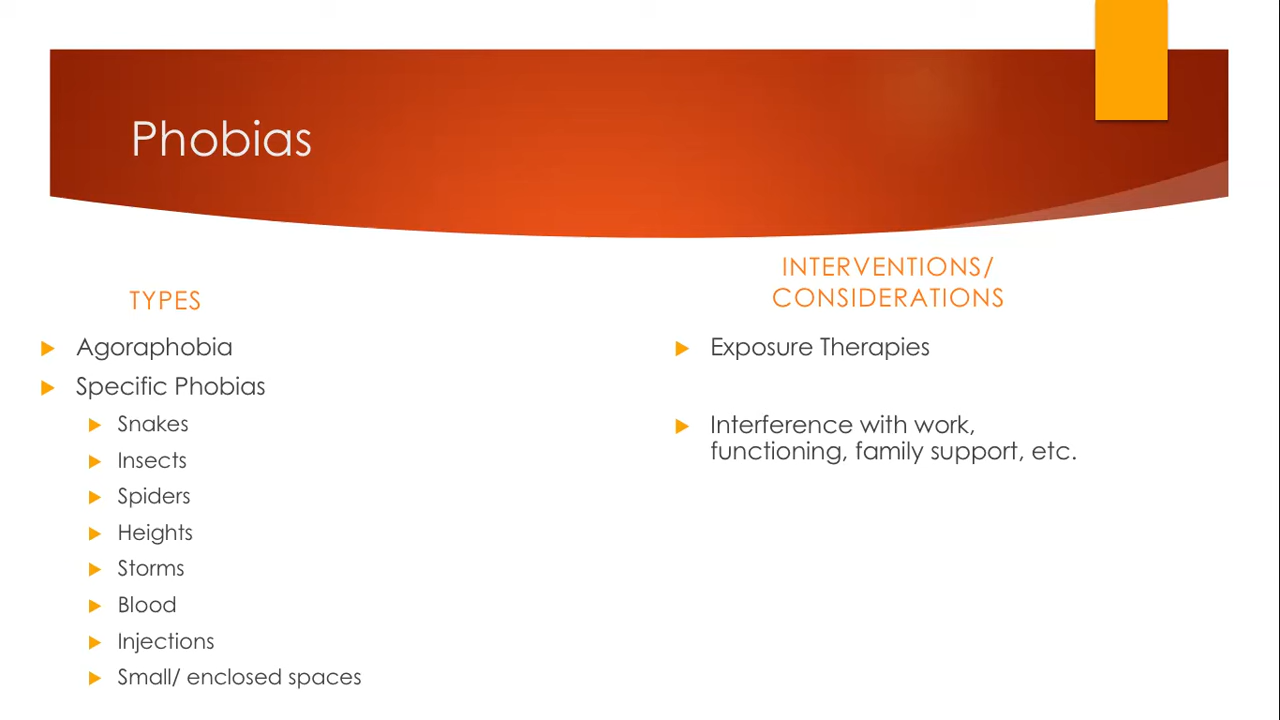 Phobias
TYPES
Agoraphobia
Specific Phobias
Snakes
Insects
Spiders
Heights
Storms
Blood
Injections
Small/ enclosed spaces
INTERVENTIONS/
CONSIDERATIONS
Exposure Therapies
Interference with work,
functioning, family support, etc.